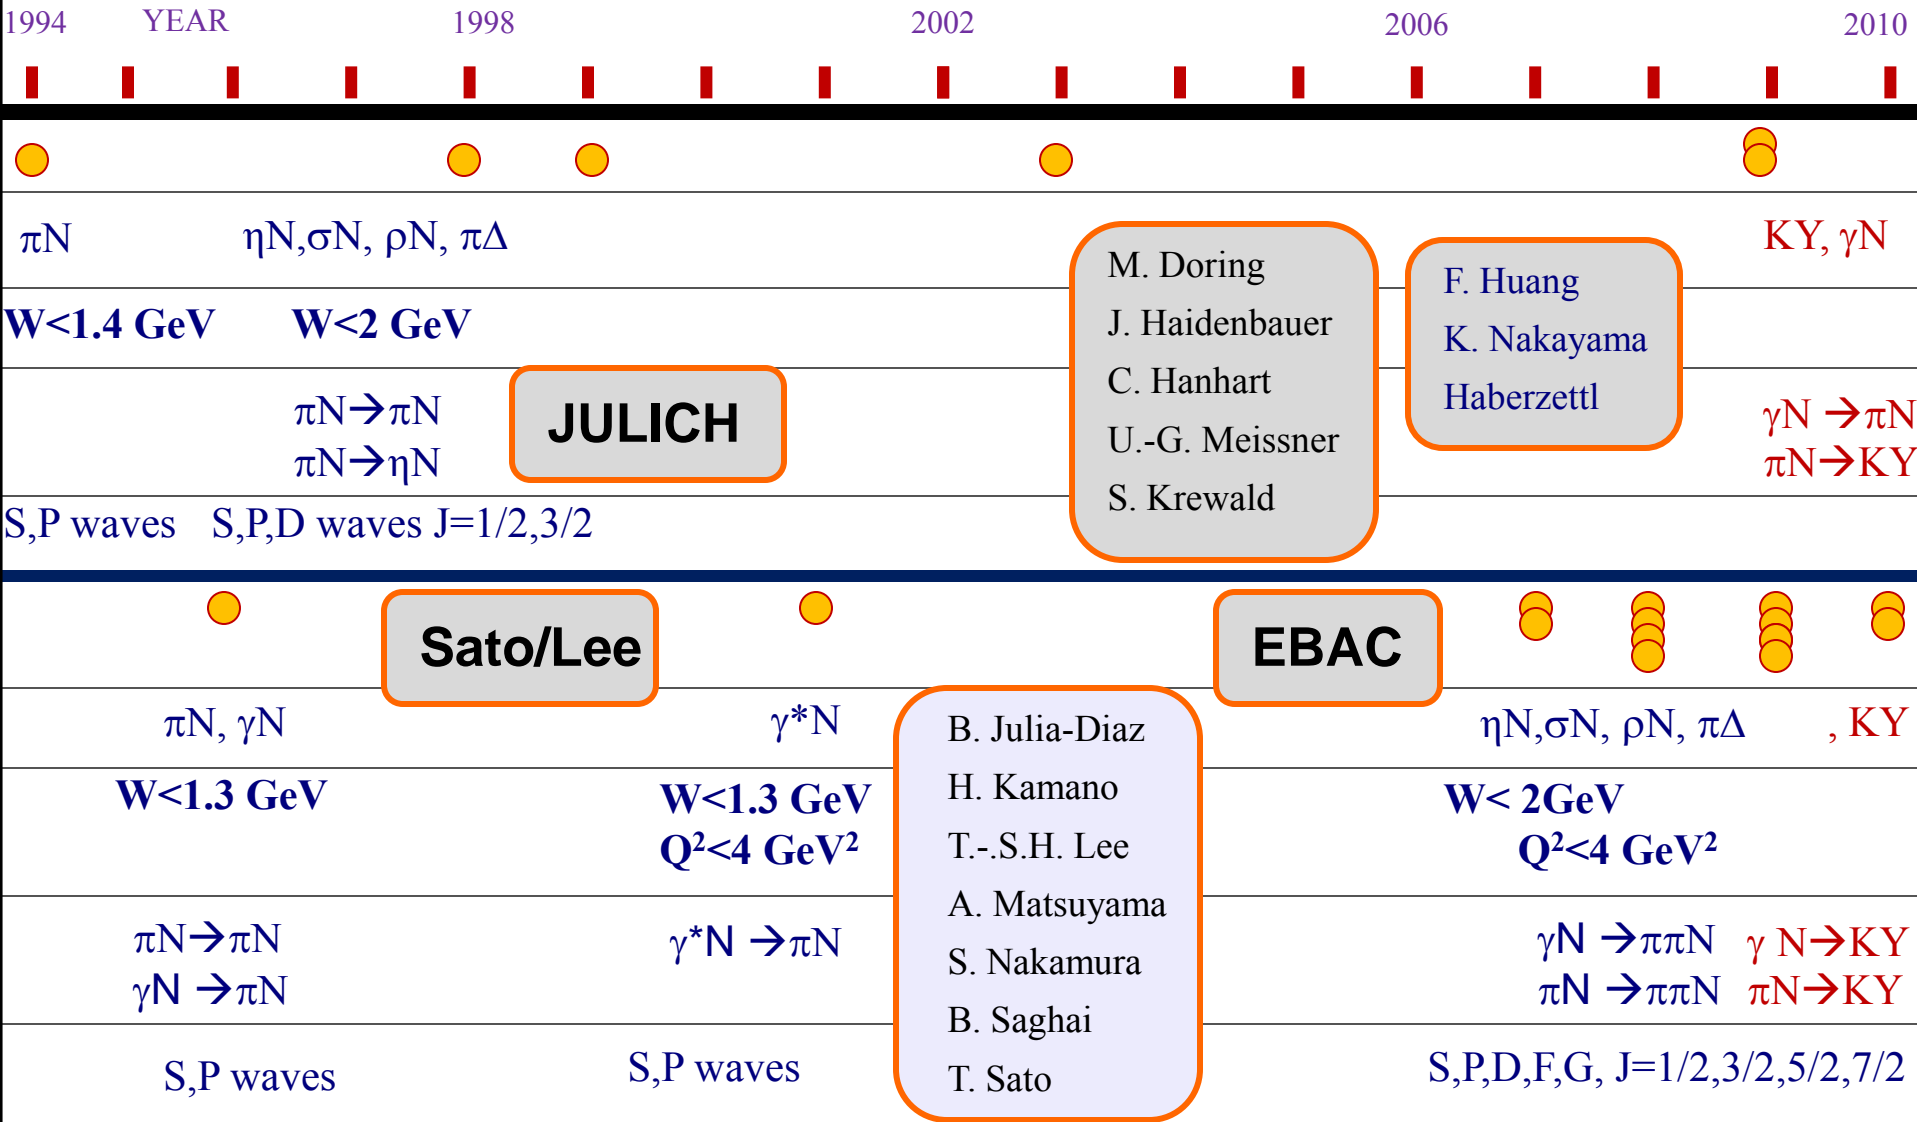 1994 YEAR 1998 2002 2006 2010
πN ηN,σN, ρN, πΔ KY, γN
W<1.4 GeV W<2 GeV
πN→πN
πN→ηN
JULICH
M. Doring
J. Haidenbauer
C. Hanhart
U.-G. Meissner
S. Krewald
F. Huang
K. Nakayama
Haberzettl
γN →πN
πN→KY
S,P waves S,P,D waves J=1/2,3/2
Sato/Lee
EBAC
πN, γN γ*N ηN,σN, ρN, πΔ , KY
W<1.3 GeV
W<1.3 GeV
Q²<4 GeV²
B. Julia-Diaz
H. Kamano
T.-.S.H. Lee
A. Matsuyama
S. Nakamura
B. Saghai
T. Sato
W< 2GeV
Q²<4 GeV²
πN→πN
γN →πN
γ*N →πN
γN →ππN γ N→KY
πN →ππN πN→KY
S,P waves S,P waves S,P,D,F,G, J=1/2,3/2,5/2,7/2